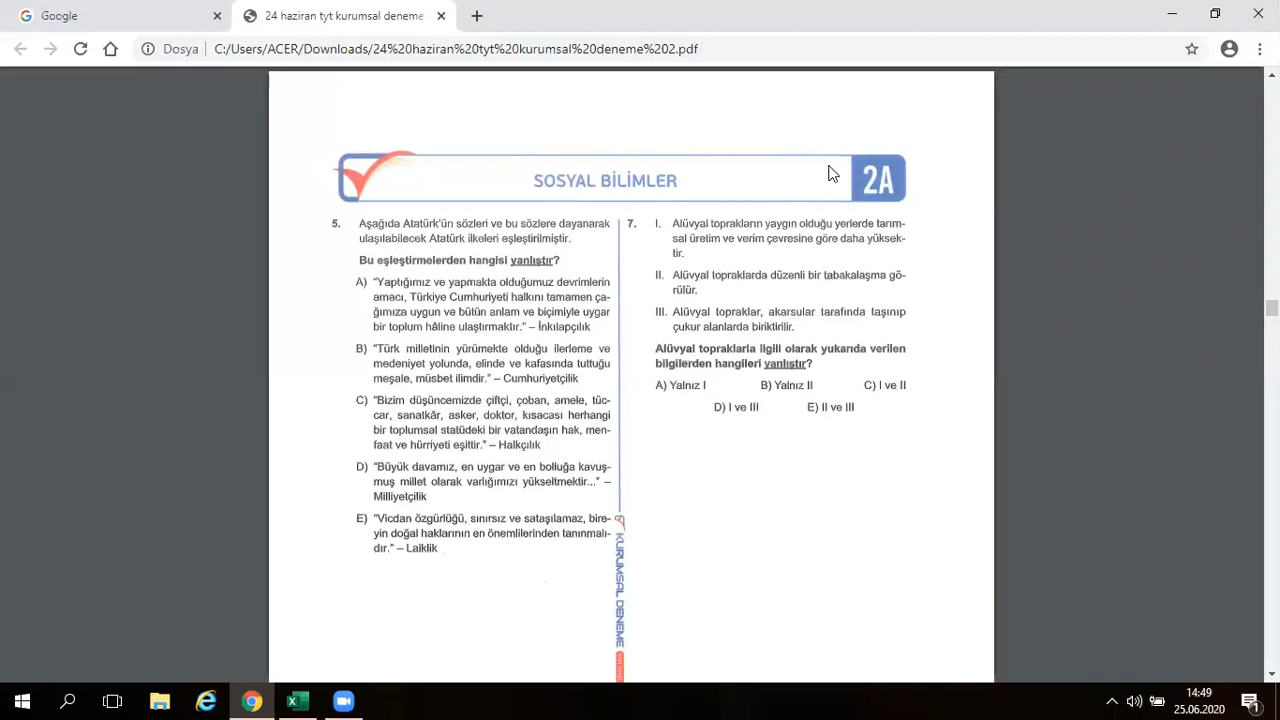 Google
24 haziran tyt kurumsal deneme
Dosya
C:/Users/ACER/Downloads/24%20haziran%20tyt%20kurumsal%20deneme%202.pdf
SOSYAL BİLİMLER
2A
5. Aşağıda Atatürk'ün sözleri ve bu sözlere dayanarak
ulaşılabilecek Atatürk ilkeleri eşleştirilmiştir.
Bu eşleştirmelerden hangisi yanlıştır?
A) "Yaptığımız ve yapmakta olduğumuz devrimlerin
amacı, Türkiye Cumhuriyeti halkını tamamen ça-
ğımıza uygun ve bütün anlam ve biçimiyle uygar
bir toplum hâline ulaştırmaktır." – İnkılapçılık
B) "Türk milletinin yürümekte olduğu ilerleme ve
medeniyet yolunda, elinde ve kafasında tuttuğu
meşale, müsbet ilimdir." – Cumhuriyetçilik
C) "Bizim düşüncemizde çiftçi, çoban, amele, tüc-
car, sanatkâr, asker, doktor, kısacası herhangi
bir toplumsal statüdeki bir vatandaşın hak, men-
faat ve hürriyeti eşittir." – Halkçılık
D) "Büyük davamız, en uygar ve en bolluğa kavuş-
muş millet olarak varlığımızı yükseltmektir..." –
Milliyetçilik
E) "Vicdan özgürlüğü, sınırsız ve sataşılamaz, bire-
yin doğal haklarının en önemlilerinden tanınmalı-
dır." – Laiklik
7. I. Alüvyal toprakların yaygın olduğu yerlerde tarım-
sal üretim ve verim çevresine göre daha yüksek-
tir.
II. Alüvyal topraklarda düzenli bir tabakalaşma gö-
rülür.
III. Alüvyal topraklar, akarsular tarafında taşınıp
çukur alanlarda biriktirilir.
Alüvyal topraklarla ilgili olarak yukarıda verilen
bilgilerden hangileri yanlıştır?
A) Yalnız I B) Yalnız II C) I ve II
D) I ve III E) II ve III
KURUMSAL DENEME
14:49
25.06.2020